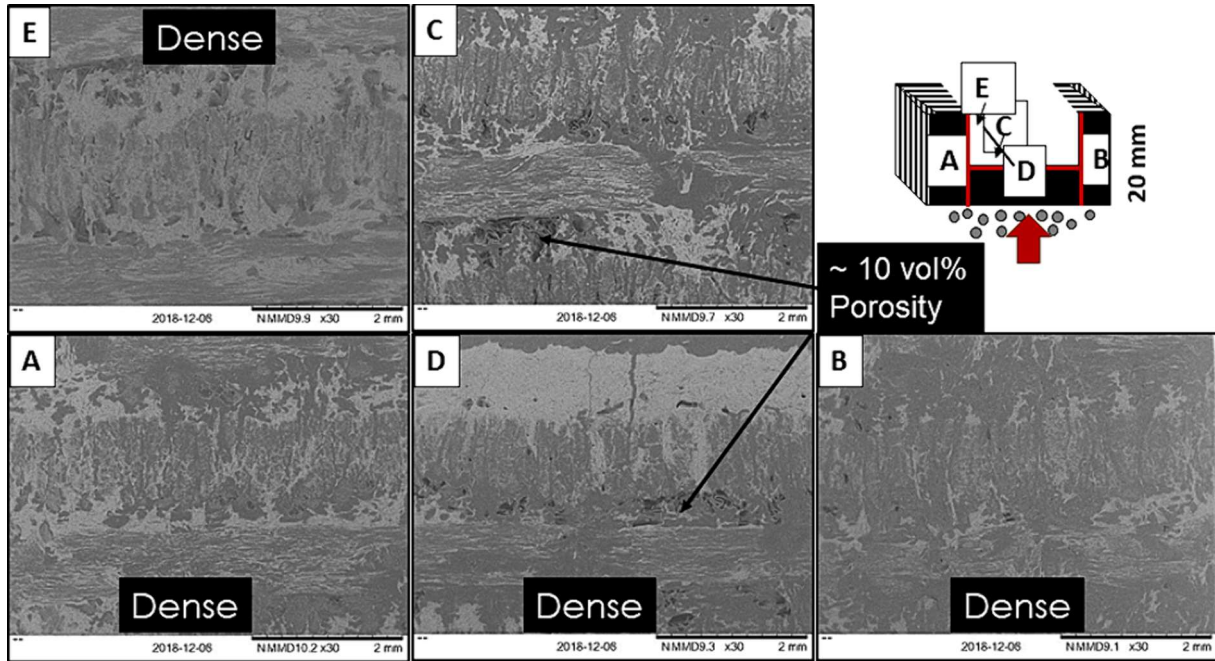 E
Dense
--
2018-12-06
NMMD9.9 x30
2 mm
C
--
2018-12-06
NMMD9.7 x30
2 mm
E
C
A
D
B
20 mm
~ 10 vol%
Porosity
A
Dense
--
2018-12-06
NMMD10.2 x30
2 mm
D
Dense
--
2018-12-06
NMMD9.3 x30
2 mm
B
Dense
--
2018-12-06
NMMD9.1 x30
2 mm